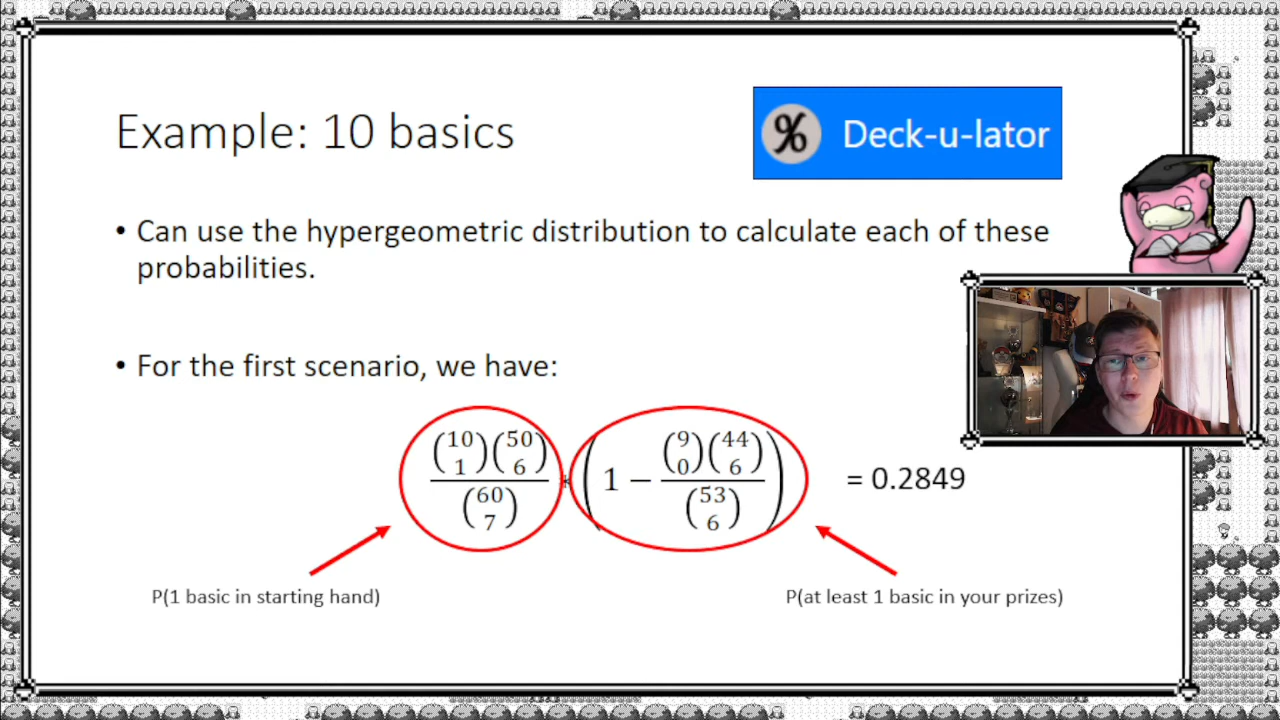 Example: 10 basics
% Deck-u-lator
• Can use the hypergeometric distribution to calculate each of these
probabilities.
• For the first scenario, we have:
(10 1)(50 6) / (60 7) * (1 − (9 0)(44 6) / (53 6)) = 0.2849
P(1 basic in starting hand)
P(at least 1 basic in your prizes)